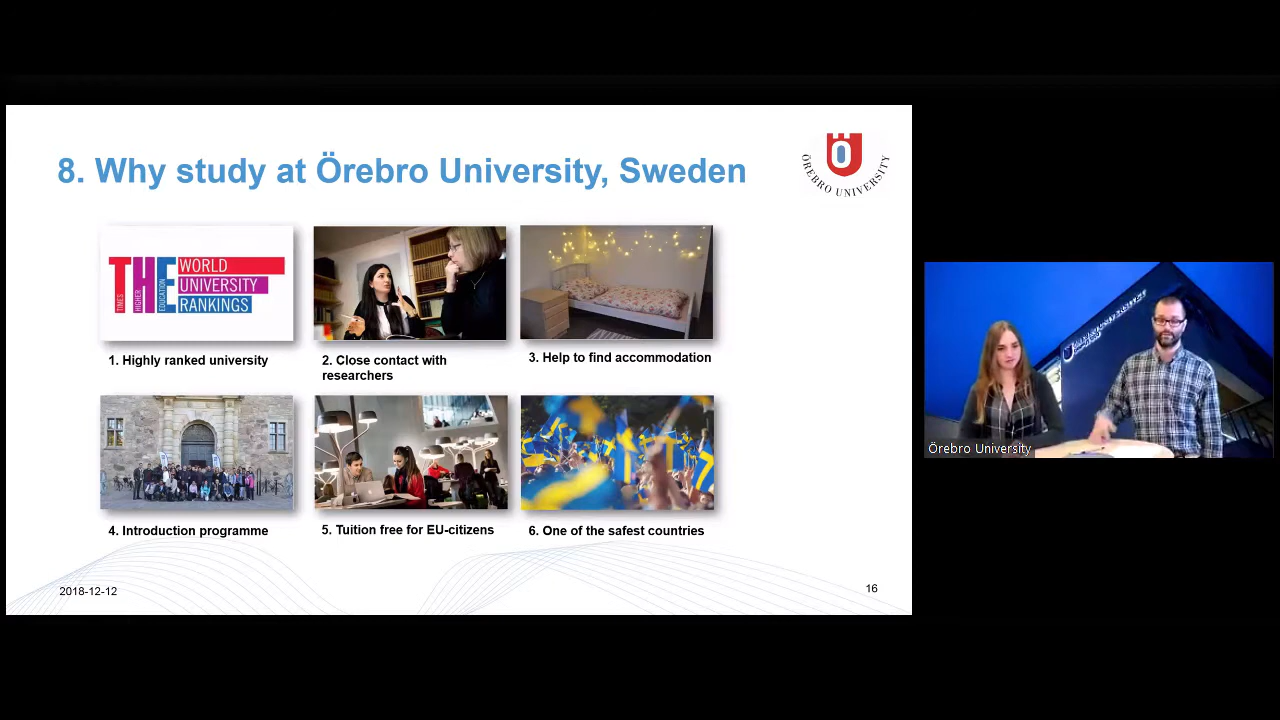 8. Why study at Örebro University, Sweden
ÖREBRO UNIVERSITY
THE
TIMES
HIGHER
EDUCATION
WORLD
UNIVERSITY
RANKINGS
1. Highly ranked university
2. Close contact with
researchers
3. Help to find accommodation
4. Introduction programme
5. Tuition free for EU-citizens
6. One of the safest countries
2018-12-12
16
Örebro University